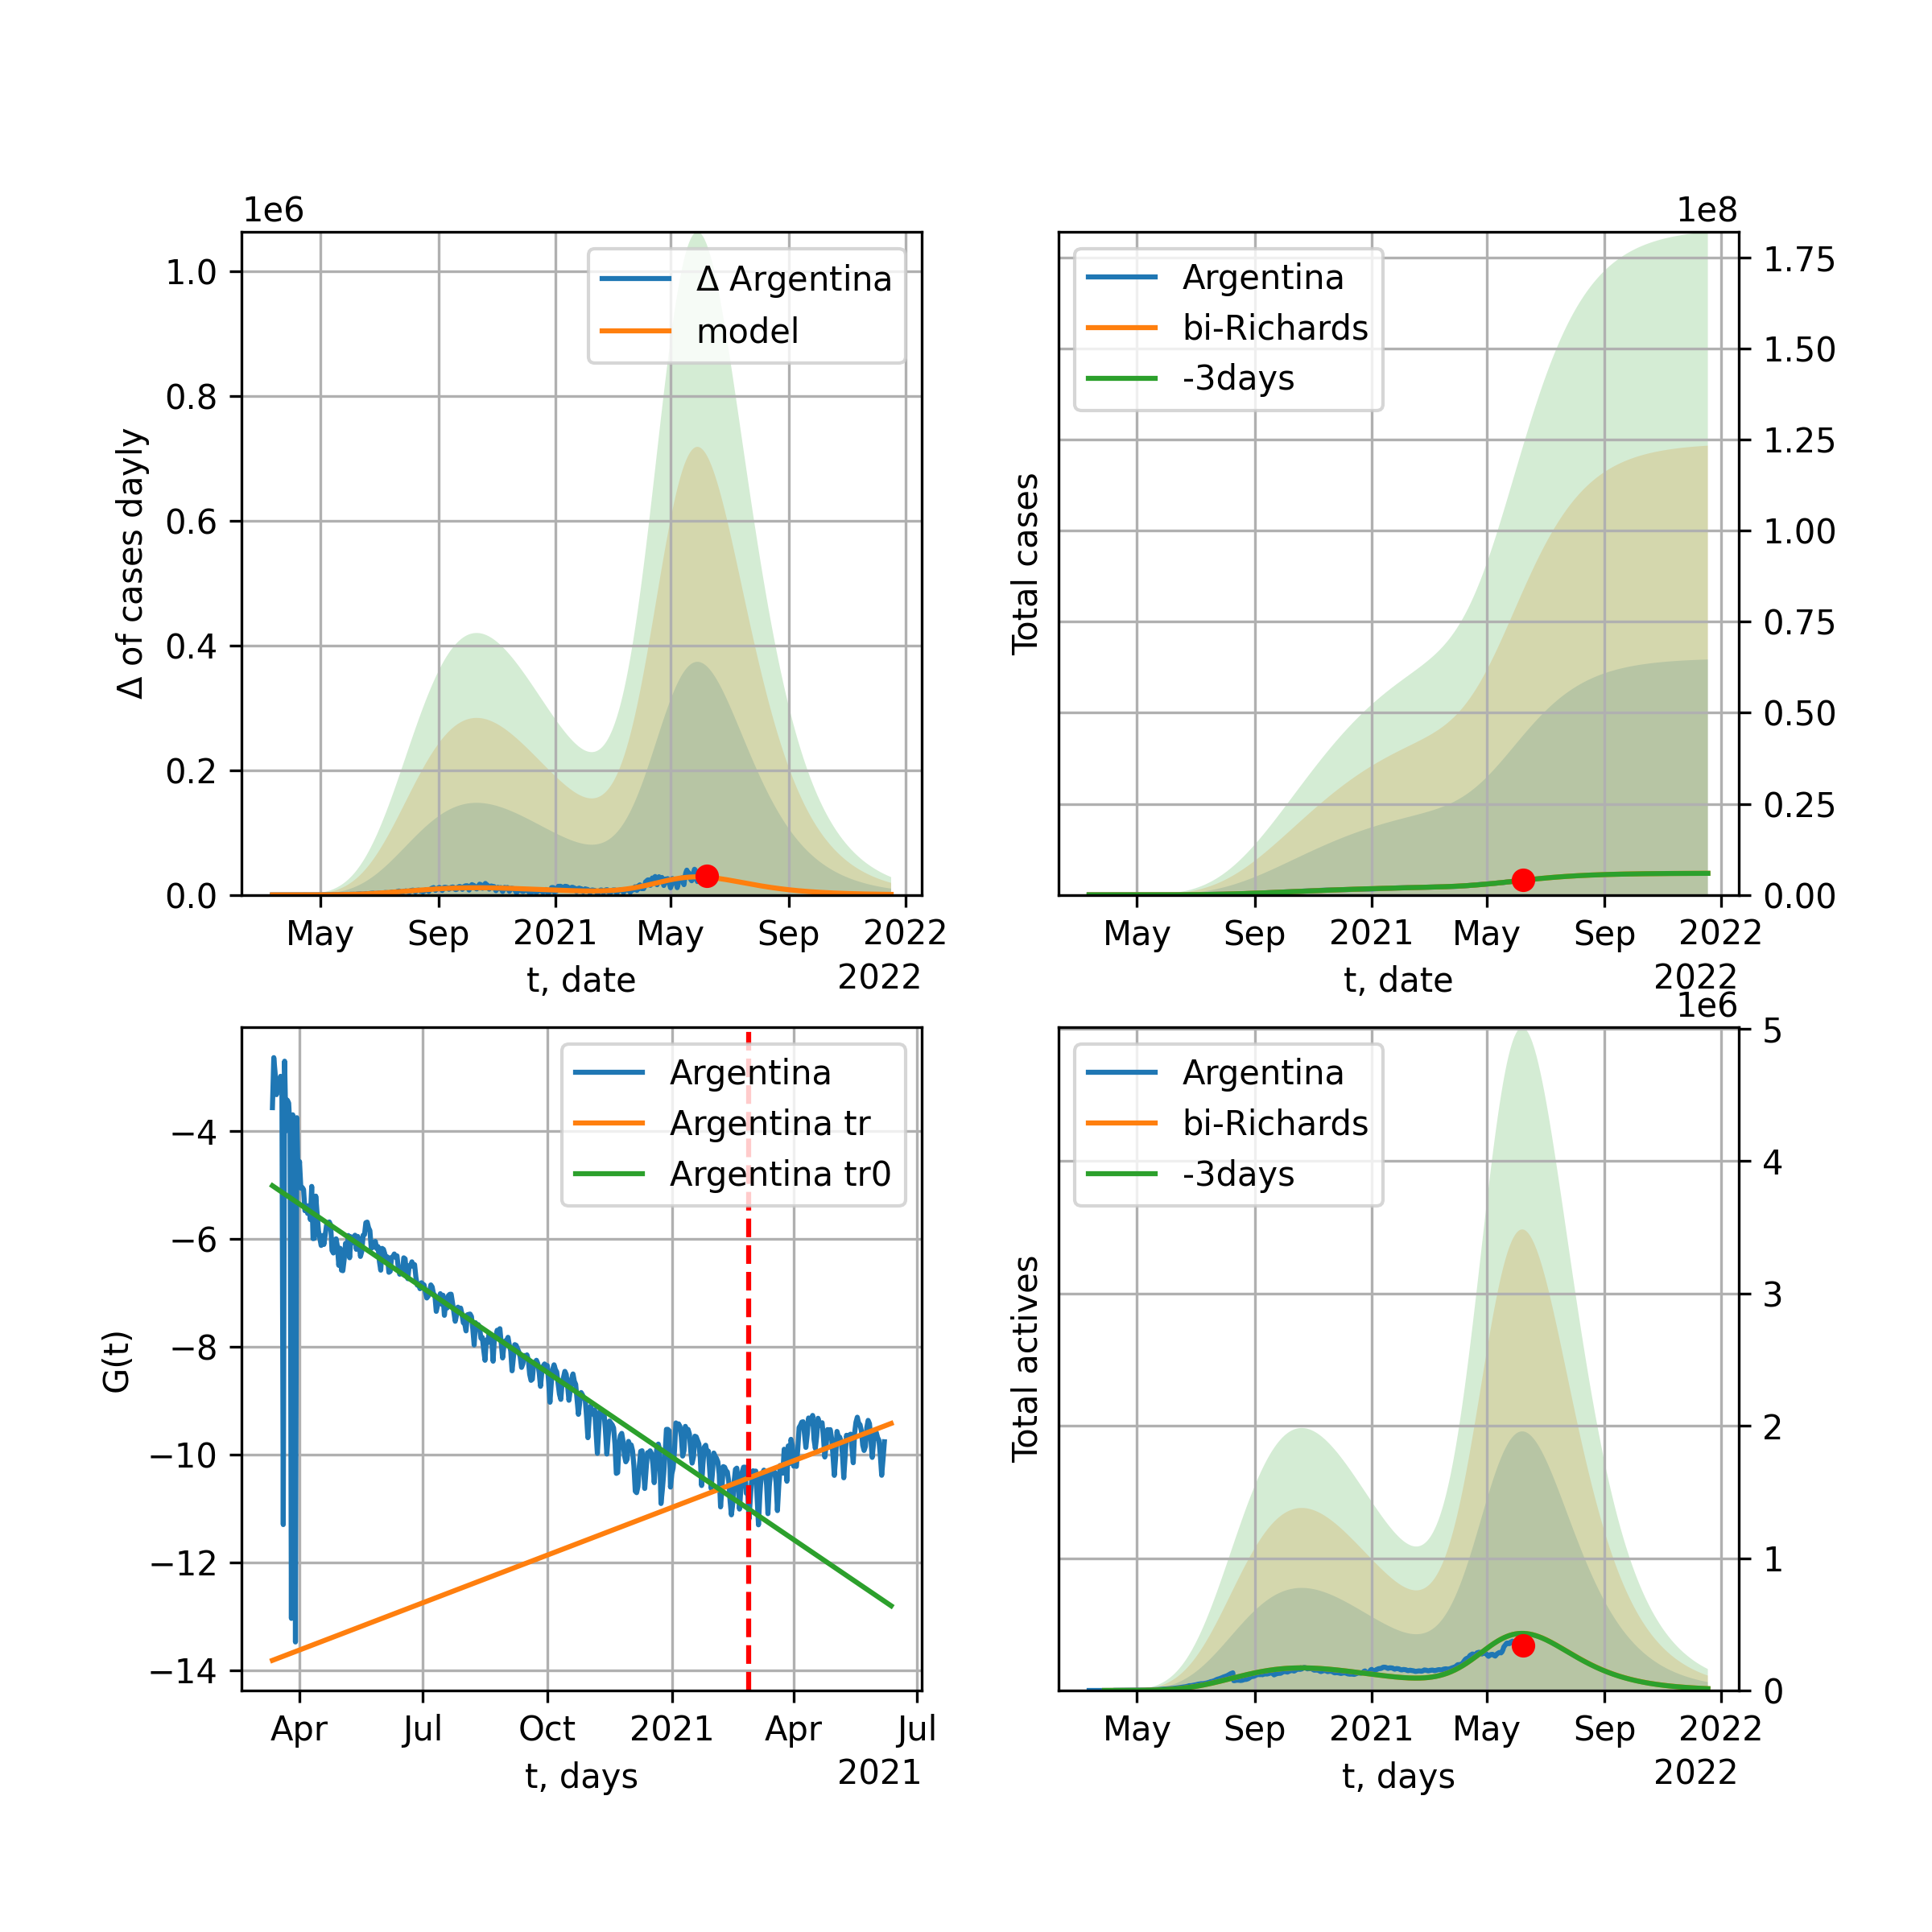 1e6
Δ Argentina
model
1.0
0.8
0.6
0.4
0.2
0.0
Δ of cases dayly
May Sep 2021 May Sep 2022
t, date
2022
1e8
Argentina
bi-Richards
-3days
1.75
1.50
1.25
1.00
0.75
0.50
0.25
0.00
Total cases
May Sep 2021 May Sep 2022
t, date
2022
Argentina
Argentina tr
Argentina tr0
−4
−6
−8
−10
−12
−14
G(t)
Apr Jul Oct 2021 Apr Jul
t, days
2021
1e6
Argentina
bi-Richards
-3days
5
4
3
2
1
0
Total actives
May Sep 2021 May Sep 2022
t, days
2022